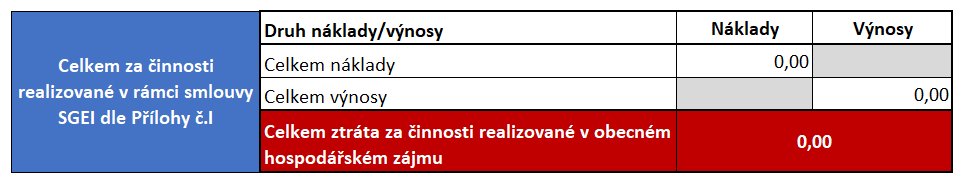 Celkem za činnosti
realizované v rámci smlouvy
SGEI dle Přílohy č.I
Druh náklady/výnosy Náklady Výnosy
Celkem náklady 0,00
Celkem výnosy 0,00
Celkem ztráta za činnosti realizované v obecném
hospodářském zájmu
0,00